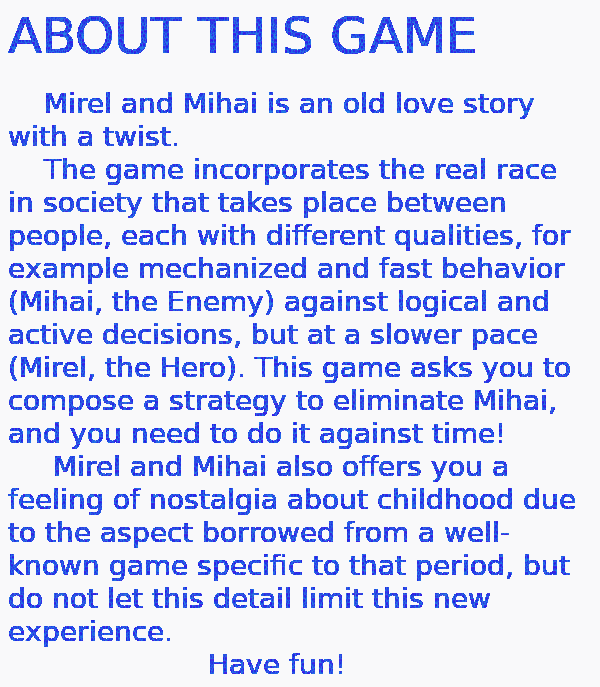 ABOUT THIS GAME
Mirel and Mihai is an old love story
with a twist.
The game incorporates the real race
in society that takes place between
people, each with different qualities, for
example mechanized and fast behavior
(Mihai, the Enemy) against logical and
active decisions, but at a slower pace
(Mirel, the Hero). This game asks you to
compose a strategy to eliminate Mihai,
and you need to do it against time!
Mirel and Mihai also offers you a
feeling of nostalgia about childhood due
to the aspect borrowed from a well-
known game specific to that period, but
do not let this detail limit this new
experience.
Have fun!